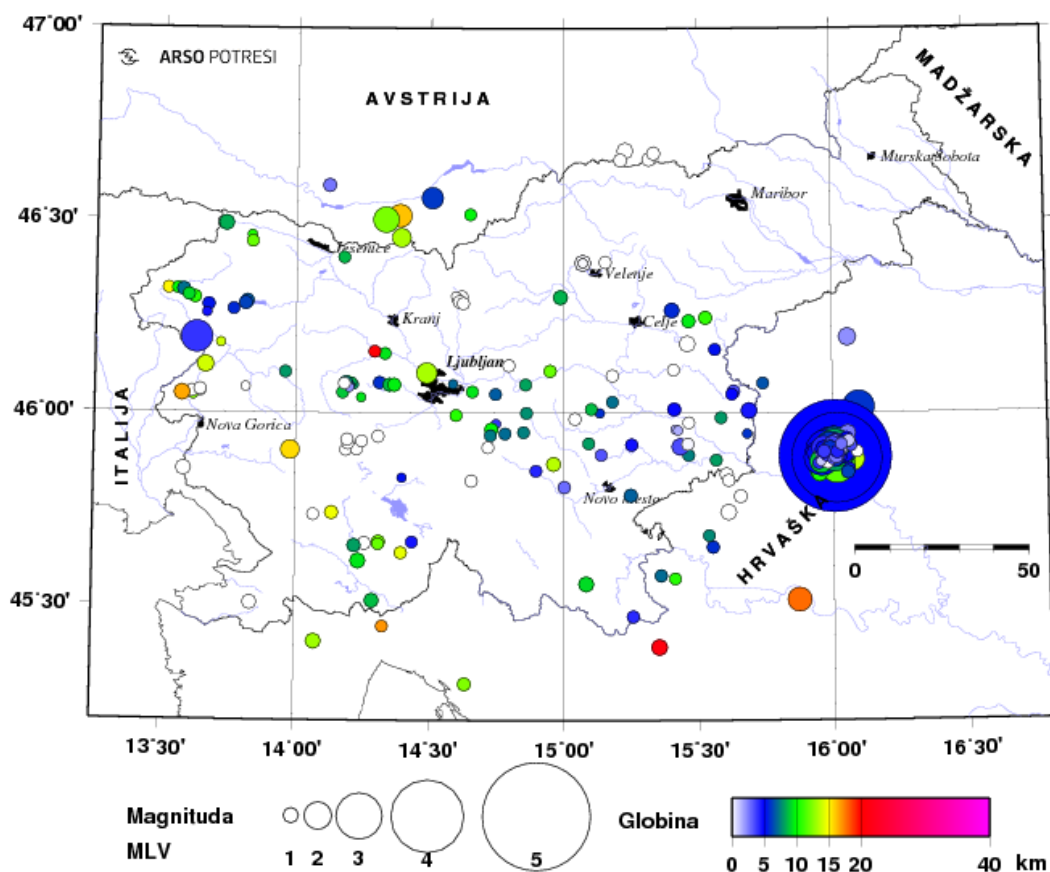 47˚00'
ARSO POTRESI
AVSTRIJA
MADŽARSKA
Murska Sobota
Maribor
46˚30'
Jesenice
Velenje
Kranj
Celje
Ljubljan
46˚00'
Nova Gorica
ITALIJA
Novo Mesto
HRVAŠKA
0 50
45˚30'
13˚30' 14˚00' 14˚30' 15˚00' 15˚30' 16˚00' 16˚30'
Magnituda
MLV
1 2 3 4 5
Globina
0 5 10 15 20 40 km